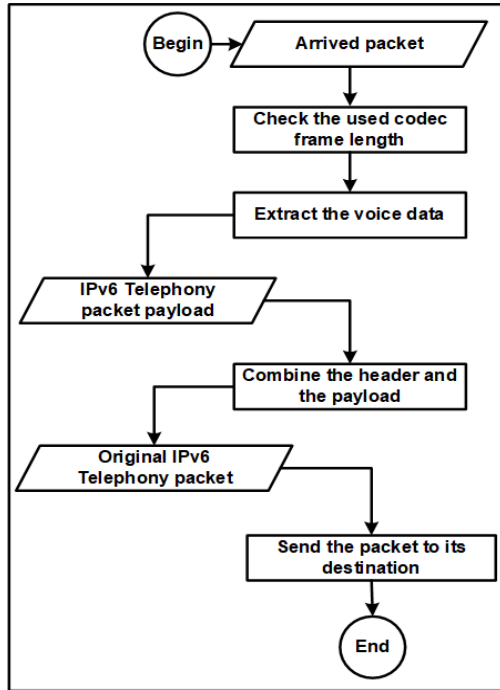 Begin
Arrived packet
Check the used codec
frame length
Extract the voice data
IPv6 Telephony
packet payload
Combine the header and
the payload
Original IPv6
Telephony packet
Send the packet to its
destination
End